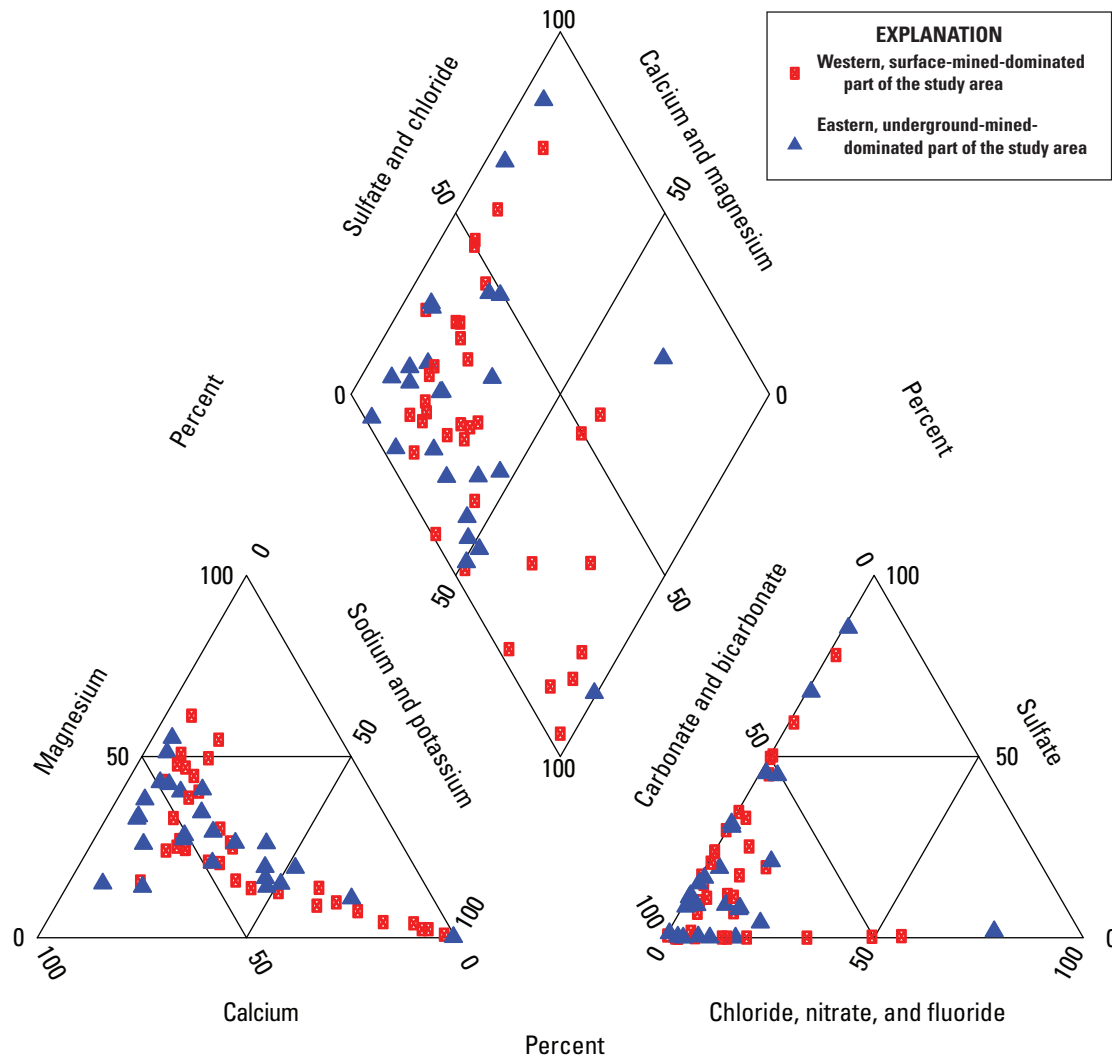 100
EXPLANATION
Western, surface-mined-dominated
part of the study area
Eastern, underground-mined-
dominated part of the study area
Sulfate and chloride
Calcium and magnesium
50
50
Percent
0
0
Percent
50
50
100
100
0
Magnesium
Sodium and potassium
50
50
0
100
100
50
0
Calcium
Carbonate and bicarbonate
Sulfate
0
100
50
50
100
0
0
50
100
Chloride, nitrate, and fluoride
Percent